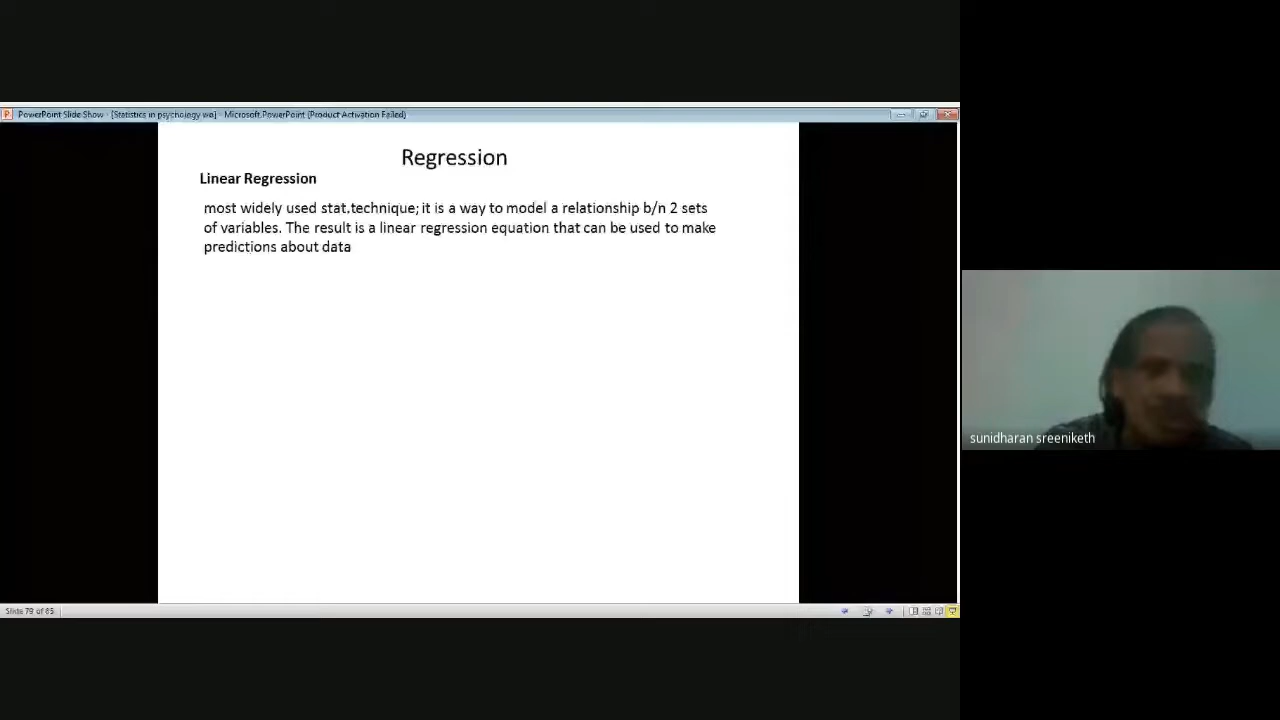 PowerPoint Slide Show - [Statistics in psychology wa] - Microsoft PowerPoint (Product Activation Failed)
Regression
Linear Regression
most widely used stat.technique; it is a way to model a relationship b/n 2 sets
of variables. The result is a linear regression equation that can be used to make
predictions about data
sunidharan sreeniketh
Slide 79 of 85